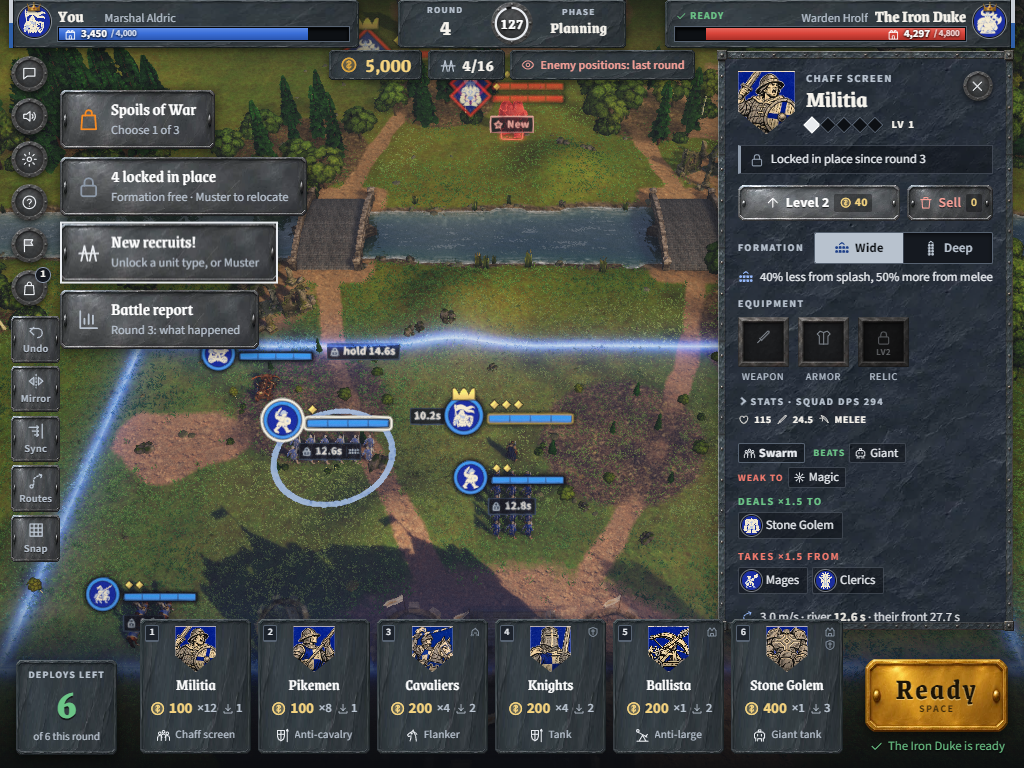 You
Marshal Aldric
3,450 / 4,000
ROUND
4
127
PHASE
Planning
READY
Warden Hrolf
The Iron Duke
4,297 / 4,800
5,000
4/16
Enemy positions: last round
New
Spoils of War
Choose 1 of 3
4 locked in place
Formation free · Muster to relocate
New recruits!
Unlock a unit type, or Muster
1
Battle report
Round 3: what happened
Undo
Mirror
Sync
Routes
Snap
hold 14.6s
10.2s
12.6s
12.8s
CHAFF SCREEN
Militia
LV 1
Locked in place since round 3
Level 2 40
Sell 0
FORMATION
Wide
Deep
40% less from splash, 50% more from melee
EQUIPMENT
LV2
WEAPON
ARMOR
RELIC
STATS · SQUAD DPS 294
115 24.5 MELEE
Swarm BEATS Giant
WEAK TO Magic
DEALS ×1.5 TO
Stone Golem
TAKES ×1.5 FROM
Mages Clerics
3.0 m/s · river 12.6 s · their front 27.7 s
DEPLOYS LEFT
6
of 6 this round
1
Militia
100 ×12 1
Chaff screen
2
Pikemen
100 ×8 1
Anti-cavalry
3
Cavaliers
200 ×4 2
Flanker
4
Knights
200 ×4 2
Tank
5
Ballista
200 ×1 2
Anti-large
6
Stone Golem
400 ×1 3
Giant tank
Ready
SPACE
The Iron Duke is ready